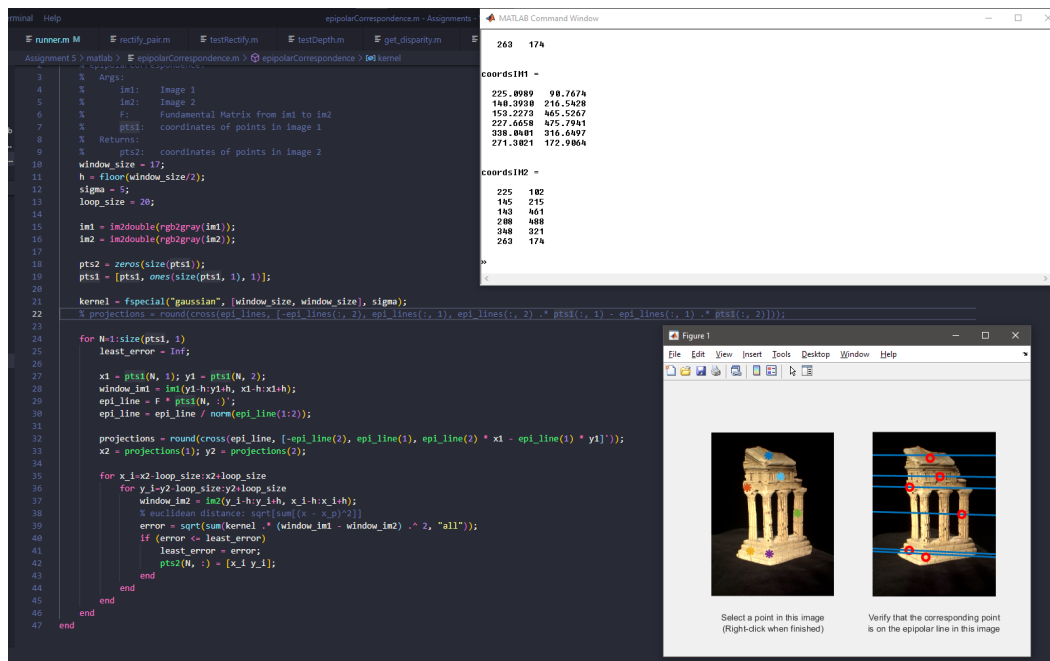 rminal Help epipolarCorrespondence.m - Assignments -
runner.m M rectify_pair.m testRectify.m testDepth.m get_disparity.m
Assignment 5 > matlab > epipolarCorrespondence.m > epipolarCorrespondence > kernel
3 % Args:
4 % im1: Image 1
5 % im2: Image 2
6 % F: Fundamental Matrix from im1 to im2
7 % pts1: coordinates of points in image 1
8 % Returns:
9 % pts2: coordinates of points in image 2
10 window_size = 17;
11 h = floor(window_size/2);
12 sigma = 5;
13 loop_size = 20;
14
15 im1 = im2double(rgb2gray(im1));
16 im2 = im2double(rgb2gray(im2));
17
18 pts2 = zeros(size(pts1));
19 pts1 = [pts1, ones(size(pts1, 1), 1)];
20
21 kernel = fspecial("gaussian", [window_size, window_size], sigma);
22 % projections = round(cross(epi_lines, [-epi_lines(:, 2), epi_lines(:, 1), epi_lines(:, 2) .* pts1(:, 1) - epi_lines(:, 1) .* pts1(:, 2)]));
23
24 for N=1:size(pts1, 1)
25 least_error = Inf;
26
27 x1 = pts1(N, 1); y1 = pts1(N, 2);
28 window_im1 = im1(y1-h:y1+h, x1-h:x1+h);
29 epi_line = F * pts1(N, :)';
30 epi_line = epi_line / norm(epi_line(1:2));
31
32 projections = round(cross(epi_line, [-epi_line(2), epi_line(1), epi_line(2) * x1 - epi_line(1) * y1]'));
33 x2 = projections(1); y2 = projections(2);
34
35 for x_i=x2-loop_size:x2+loop_size
36 for y_i=y2-loop_size:y2+loop_size
37 window_im2 = im2(y_i-h:y_i+h, x_i-h:x_i+h);
38 % euclidean distance: sqrt[sum[(x - x_p)^2]]
39 error = sqrt(sum(kernel .* (window_im1 - window_im2) .^ 2, "all"));
40 if (error <= least_error)
41 least_error = error;
42 pts2(N, :) = [x_i y_i];
43 end
44 end
45 end
46 end
47 end
MATLAB Command Window
263 174
coordsIM1 =
225.0989 90.7674
140.3930 216.5428
153.2273 465.5267
227.6658 475.7941
338.0401 316.6497
271.3021 172.9064
coordsIM2 =
225 102
145 215
143 461
208 488
348 321
263 174
»
Figure 1
File Edit View Insert Tools Desktop Window Help
Select a point in this image
(Right-click when finished)
Verify that the corresponding point
is on the epipolar line in this image